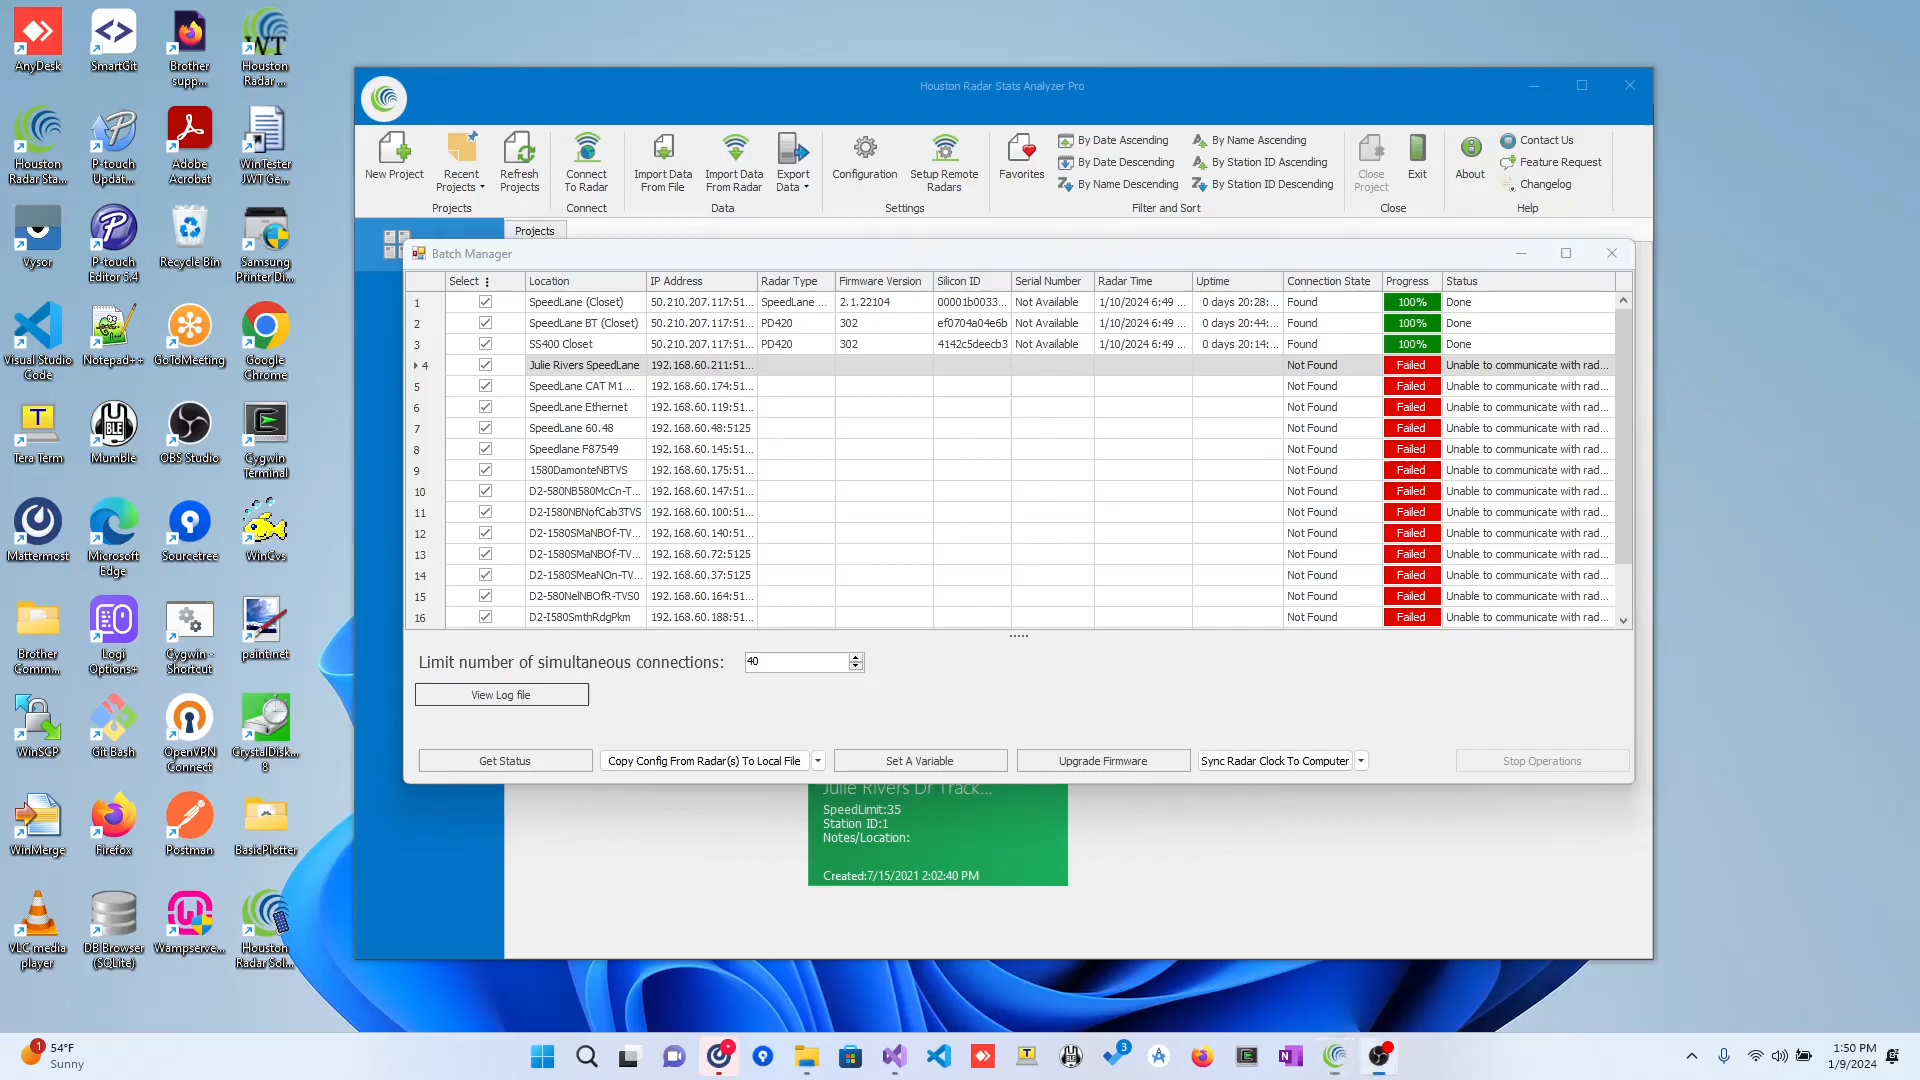 AnyDesk
SmartGit
Brother supp...
Houston Radar ...
Houston Radar Sta...
P-touch Updat...
Adobe Acrobat
WinTester JWT Ge...
Vysor
P-touch Editor 5.4
Recycle Bin
Samsung Printer Di...
Visual Studio Code
Notepad++
GoToMeeting
Google Chrome
Tera Term
Mumble
OBS Studio
Cygwin Terminal
Mattermost
Microsoft Edge
Sourcetree
WinCvs
Brother Comm...
Logi Options+
Cygwin - Shortcut
paint.net
WinSCP
Git Bash
OpenVPN Connect
CrystalDisk... 8
WinMerge
Firefox
Postman
BasicPlotter
VLC media player
DB Browser (SQLite)
Wampserve...
Houston Radar Sol...
Houston Radar Stats Analyzer Pro
New Project
Recent Projects
Refresh Projects
Connect To Radar
Import Data From File
Import Data From Radar
Export Data
Configuration
Setup Remote Radars
Favorites
By Date Ascending
By Date Descending
By Name Descending
By Name Ascending
By Station ID Ascending
By Station ID Descending
Close Project
Exit
About
Contact Us
Feature Request
Changelog
Projects Connect Data Settings Filter and Sort Close Help
Projects
Batch Manager
Select Location IP Address Radar Type Firmware Version Silicon ID Serial Number Radar Time Uptime Connection State Progress Status
1 SpeedLane (Closet) 50.210.207.117:51... SpeedLane ... 2.1.22104 00001b0033... Not Available 1/10/2024 6:49 ... 0 days 20:28:... Found 100% Done
2 SpeedLane BT (Closet) 50.210.207.117:51... PD420 302 ef0704a04e6b Not Available 1/10/2024 6:49 ... 0 days 20:44:... Found 100% Done
3 SS400 Closet 50.210.207.117:51... PD420 302 4142c5deecb3 Not Available 1/10/2024 6:49 ... 0 days 20:14:... Found 100% Done
4 Julie Rivers SpeedLane 192.168.60.211:51... Not Found Failed Unable to communicate with rad...
5 SpeedLane CAT M1 ... 192.168.60.174:51... Not Found Failed Unable to communicate with rad...
6 SpeedLane Ethernet 192.168.60.119:51... Not Found Failed Unable to communicate with rad...
7 SpeedLane 60.48 192.168.60.48:5125 Not Found Failed Unable to communicate with rad...
8 Speedlane F87549 192.168.60.145:51... Not Found Failed Unable to communicate with rad...
9 1580DamonteNBTVS 192.168.60.175:51... Not Found Failed Unable to communicate with rad...
10 D2-580NB580McCn-T... 192.168.60.147:51... Not Found Failed Unable to communicate with rad...
11 D2-I580NBNofCab3TVS 192.168.60.100:51... Not Found Failed Unable to communicate with rad...
12 D2-1580SMaNBOf-TV... 192.168.60.140:51... Not Found Failed Unable to communicate with rad...
13 D2-1580SMaNBOf-TV... 192.168.60.72:5125 Not Found Failed Unable to communicate with rad...
14 D2-1580SMeaNOn-TV... 192.168.60.37:5125 Not Found Failed Unable to communicate with rad...
15 D2-580NelNBOfR-TVS0 192.168.60.164:51... Not Found Failed Unable to communicate with rad...
16 D2-I580SmthRdgPkm 192.168.60.188:51... Not Found Failed Unable to communicate with rad...
Limit number of simultaneous connections: 40
View Log file
Get Status
Copy Config From Radar(s) To Local File
Set A Variable
Upgrade Firmware
Sync Radar Clock To Computer
Stop Operations
Julie Rivers Dr Track...
SpeedLimit:35
Station ID:1
Notes/Location:
Created:7/15/2021 2:02:40 PM
1
54°F
Sunny
3
1:50 PM
1/9/2024